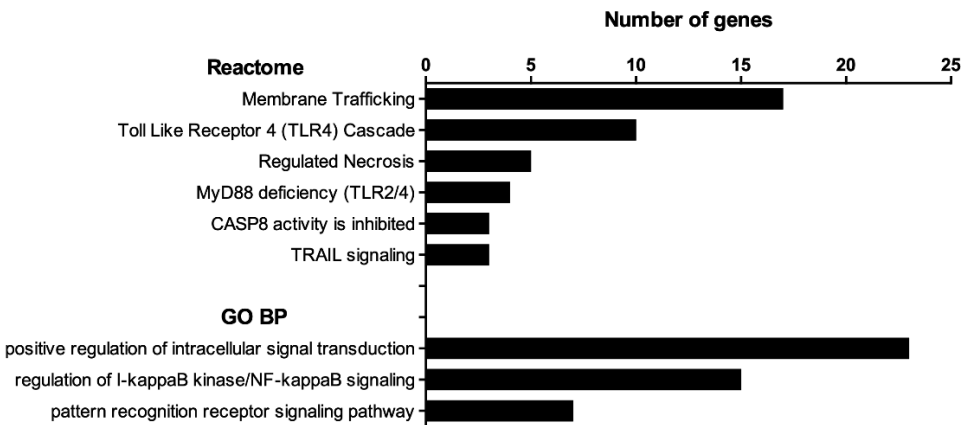 Number of genes
0 5 10 15 20 25
Reactome
Membrane Trafficking
Toll Like Receptor 4 (TLR4) Cascade
Regulated Necrosis
MyD88 deficiency (TLR2/4)
CASP8 activity is inhibited
TRAIL signaling
GO BP
positive regulation of intracellular signal transduction
regulation of I-kappaB kinase/NF-kappaB signaling
pattern recognition receptor signaling pathway